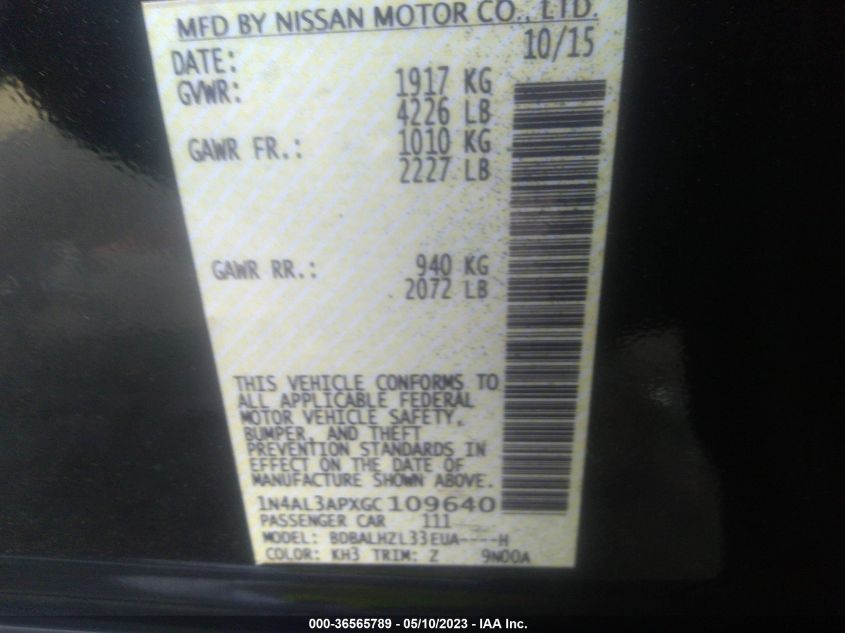 MFD BY NISSAN MOTOR CO., LTD.
DATE: 10/15
GVWR: 1917 KG
4226 LB
GAWR FR.: 1010 KG
2227 LB
GAWR RR.: 940 KG
2072 LB
THIS VEHICLE CONFORMS TO
ALL APPLICABLE FEDERAL
MOTOR VEHICLE SAFETY,
BUMPER, AND THEFT
PREVENTION STANDARDS IN
EFFECT ON THE DATE OF
MANUFACTURE SHOWN ABOVE.
1N4AL3APXGC109640
PASSENGER CAR 111
MODEL: BDBALHZL33EUA----H
COLOR: KH3 TRIM: Z 9N00A
000-36565789 - 05/10/2023 - IAA Inc.